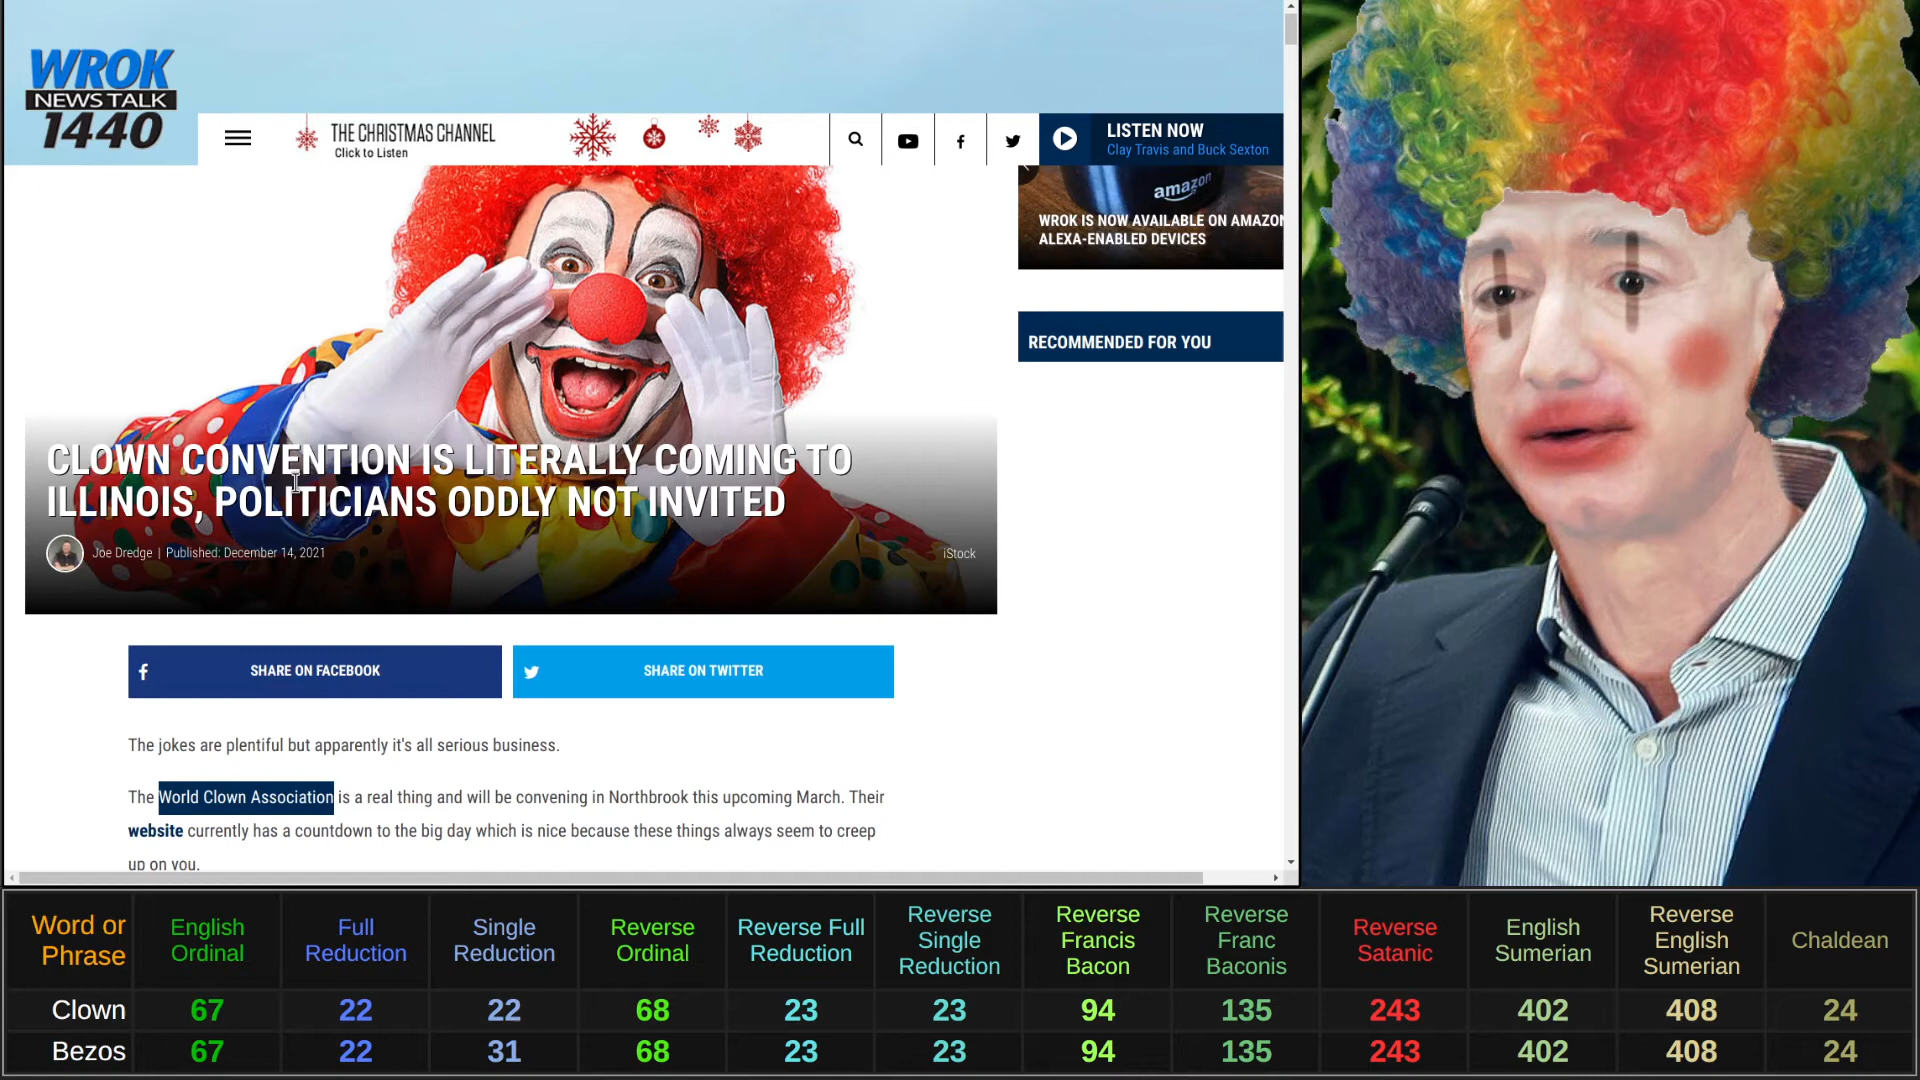 WROK
NEWS TALK
1440
THE CHRISTMAS CHANNEL
Click to Listen
LISTEN NOW
Clay Travis and Buck Sexton
amazon
WROK IS NOW AVAILABLE ON AMAZON
ALEXA-ENABLED DEVICES
RECOMMENDED FOR YOU
CLOWN CONVENTION IS LITERALLY COMING TO
ILLINOIS, POLITICIANS ODDLY NOT INVITED
Joe Dredge | Published: December 14, 2021
iStock
SHARE ON FACEBOOK
SHARE ON TWITTER
The jokes are plentiful but apparently it's all serious business.
The World Clown Association is a real thing and will be convening in Northbrook this upcoming March. Their
website currently has a countdown to the big day which is nice because these things always seem to creep
up on you.
Word or Phrase English Ordinal Full Reduction Single Reduction Reverse Ordinal Reverse Full Reduction Reverse Single Reduction Reverse Francis Bacon Reverse Franc Baconis Reverse Satanic English Sumerian Reverse English Sumerian Chaldean
Clown 67 22 22 68 23 23 94 135 243 402 408 24
Bezos 67 22 31 68 23 23 94 135 243 402 408 24